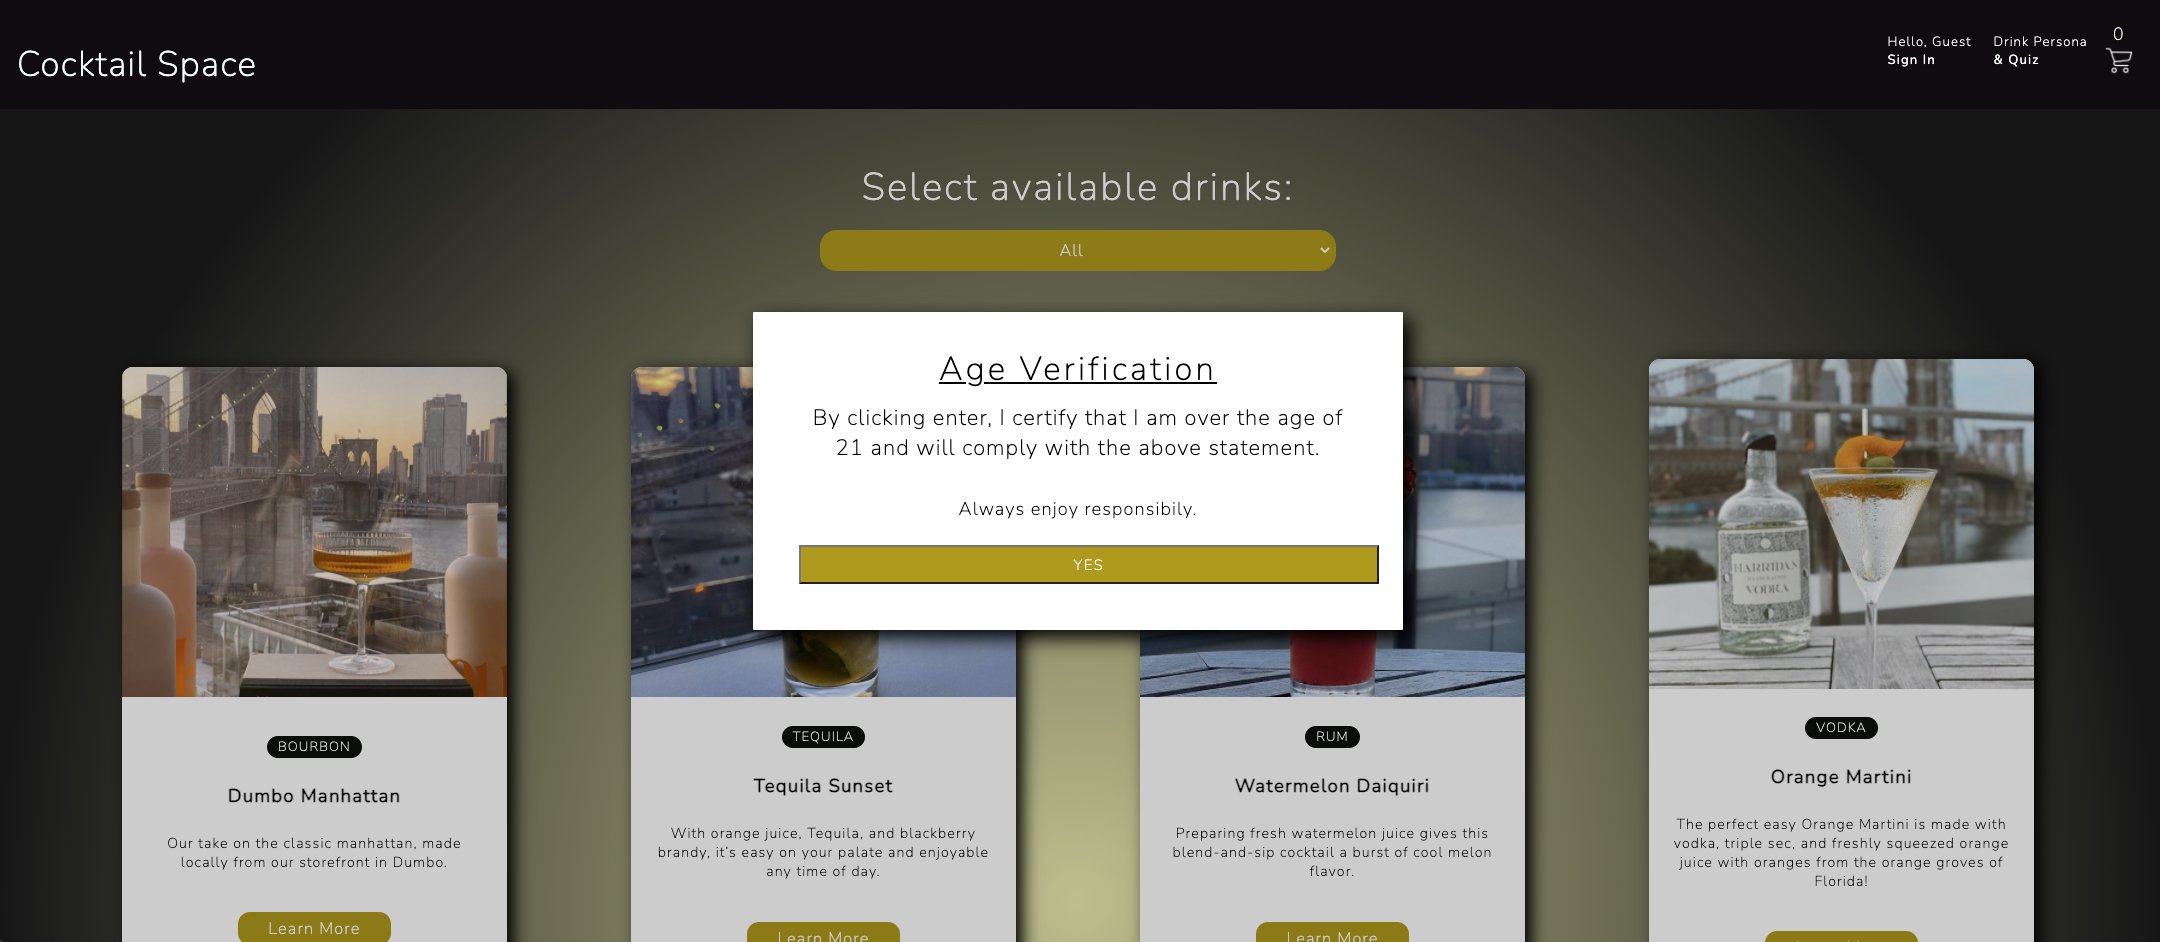 Cocktail Space
Hello, Guest
Sign In
Drink Persona
& Quiz
0
Select available drinks:
All
Age Verification
By clicking enter, I certify that I am over the age of
21 and will comply with the above statement.
Always enjoy responsibily.
YES
HARRIDAN
VODKA
BOURBON
Dumbo Manhattan
Our take on the classic manhattan, made
locally from our storefront in Dumbo.
Learn More
TEQUILA
Tequila Sunset
With orange juice, Tequila, and blackberry
brandy, it's easy on your palate and enjoyable
any time of day.
Learn More
RUM
Watermelon Daiquiri
Preparing fresh watermelon juice gives this
blend-and-sip cocktail a burst of cool melon
flavor.
Learn More
VODKA
Orange Martini
The perfect easy Orange Martini is made with
vodka, triple sec, and freshly squeezed orange
juice with oranges from the orange groves of
Florida!